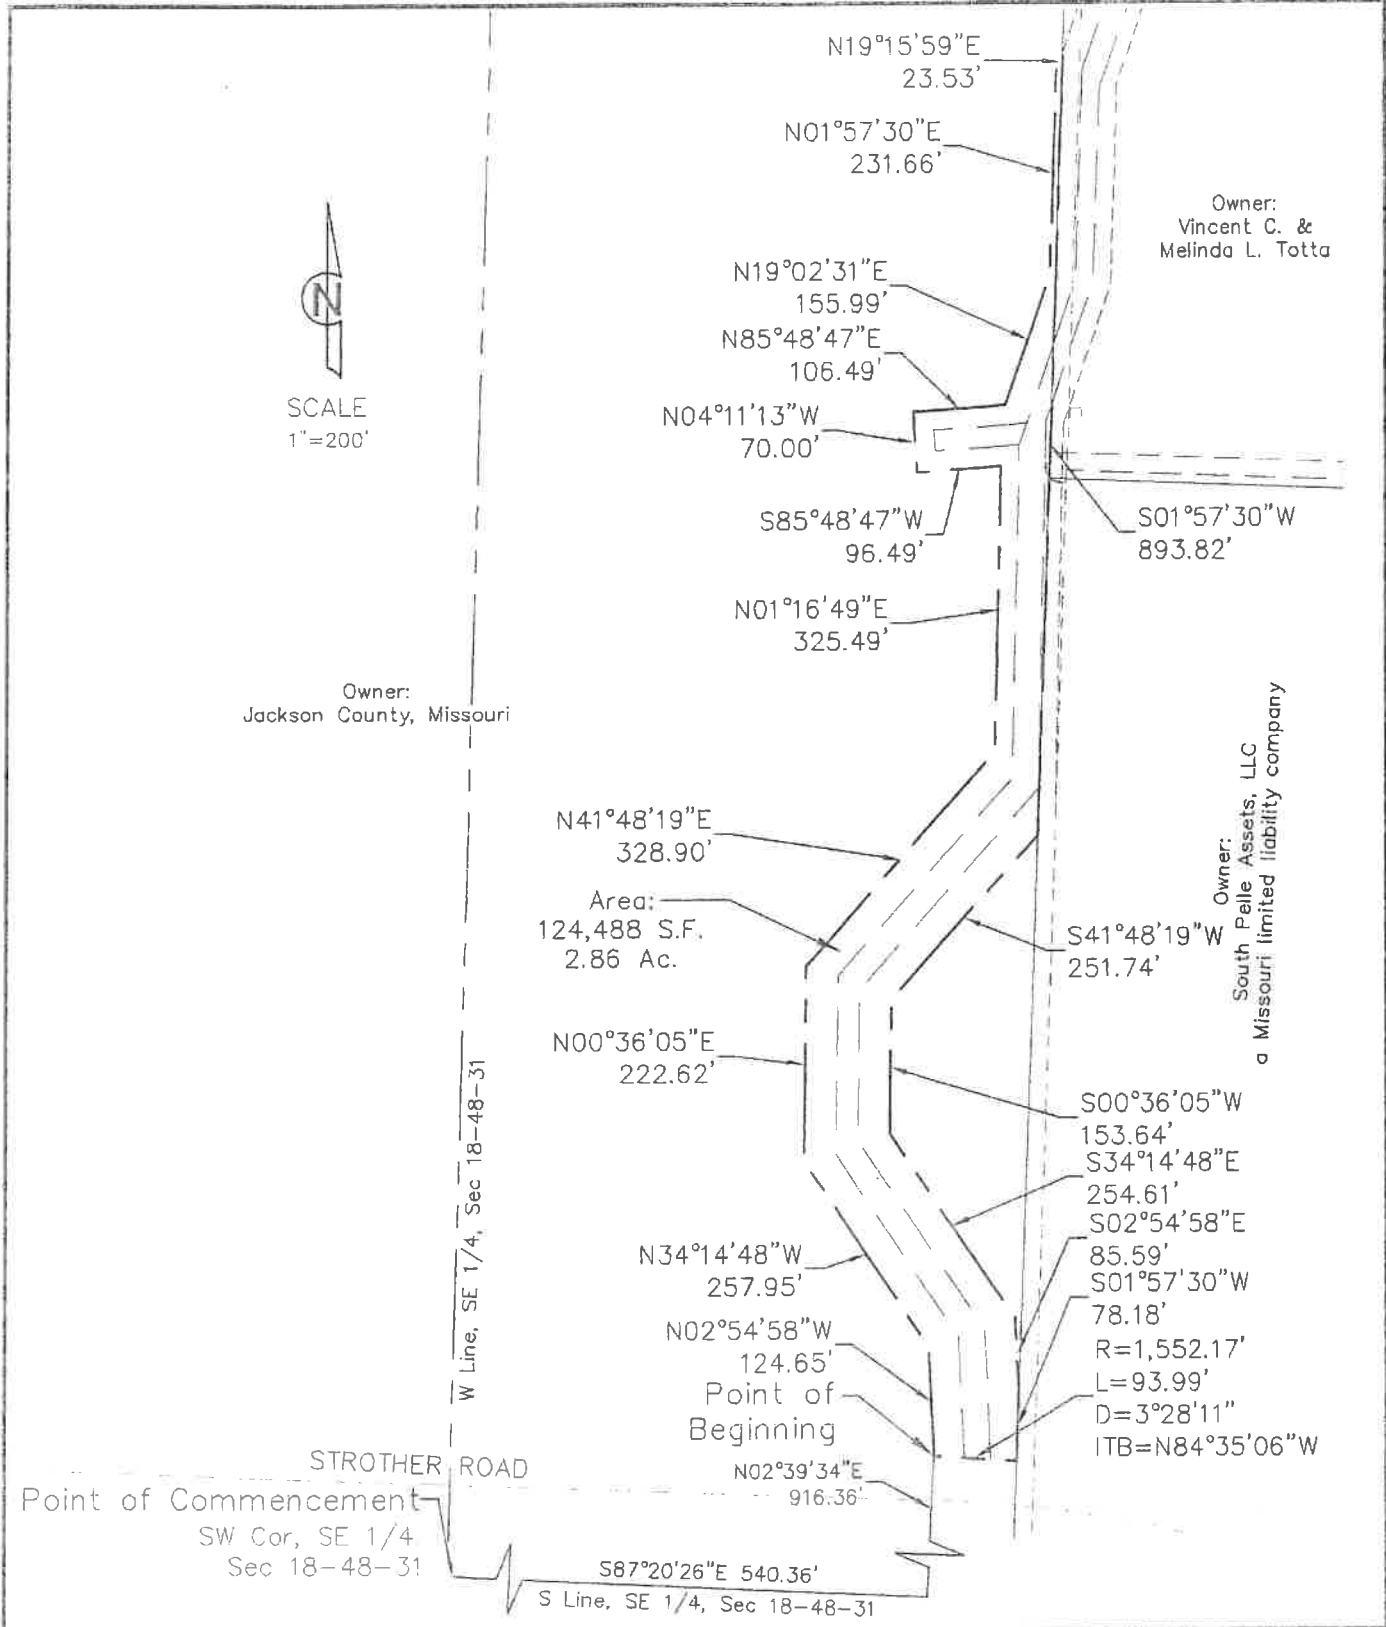 N19°15'59"E
23.53'
N01°57'30"E
231.66'
Owner:
Vincent C. &
Melinda L. Totta
N
SCALE
1"=200'
N19°02'31"E
155.99'
N85°48'47"E
106.49'
N04°11'13"W
70.00'
S85°48'47"W
96.49'
S01°57'30"W
893.82'
N01°16'49"E
325.49'
Owner:
Jackson County, Missouri
Owner:
South Pelle Assets, LLC
a Missouri limited liability company
N41°48'19"E
328.90'
Area:
124,488 S.F.
2.86 Ac.
S41°48'19"W
251.74'
N00°36'05"E
222.62'
S00°36'05"W
153.64'
S34°14'48"E
254.61'
S02°54'58"E
85.59'
S01°57'30"W
78.18'
R=1,552.17'
L=93.99'
D=3°28'11"
ITB=N84°35'06"W
W Line, SE 1/4, Sec 18-48-31
N34°14'48"W
257.95'
N02°54'58"W
124.65'
Point of
Beginning
STROTHER ROAD
N02°39'34"E
916.36'
Point of Commencement
SW Cor, SE 1/4
Sec 18-48-31
S87°20'26"E 540.36'
S Line, SE 1/4, Sec 18-48-31